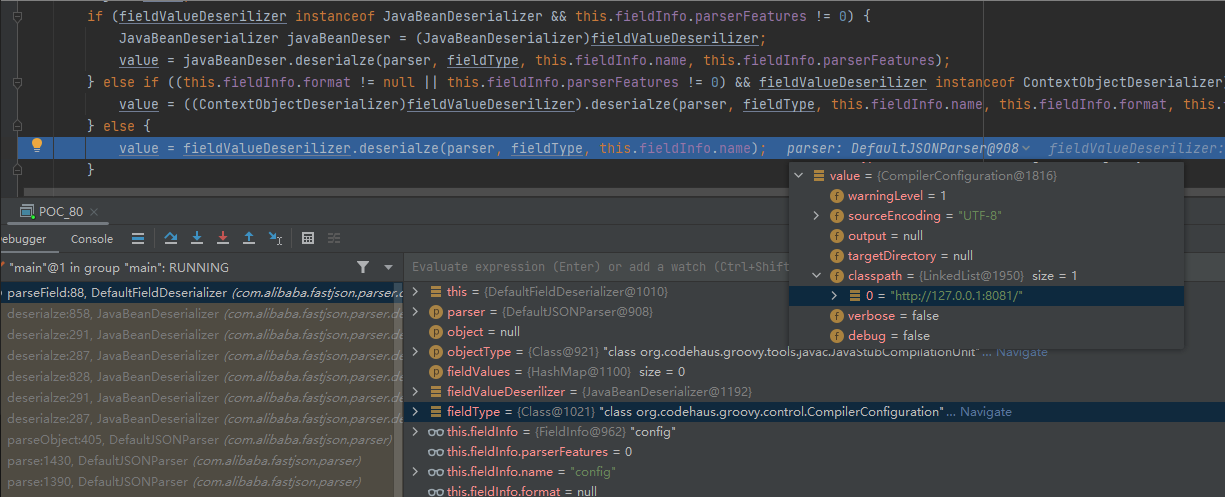 if (fieldValueDeserilizer instanceof JavaBeanDeserializer && this.fieldInfo.parserFeatures != 0) {
JavaBeanDeserializer javaBeanDeser = (JavaBeanDeserializer)fieldValueDeserilizer;
value = javaBeanDeser.deserialze(parser, fieldType, this.fieldInfo.name, this.fieldInfo.parserFeatures);
} else if ((this.fieldInfo.format != null || this.fieldInfo.parserFeatures != 0) && fieldValueDeserilizer instanceof ContextObjectDeserializer)
value = ((ContextObjectDeserializer)fieldValueDeserilizer).deserialze(parser, fieldType, this.fieldInfo.name, this.fieldInfo.format, this.
} else {
value = fieldValueDeserilizer.deserialze(parser, fieldType, this.fieldInfo.name); parser: DefaultJSONParser@908 fieldValueDeserilizer:
}
value = {CompilerConfiguration@1816}
warningLevel = 1
sourceEncoding = "UTF-8"
output = null
targetDirectory = null
classpath = {LinkedList@1950} size = 1
0 = "http://127.0.0.1:8081/"
verbose = false
debug = false
POC_80
ebugger Console
"main"@1 in group "main": RUNNING
parseField:88, DefaultFieldDeserializer (com.alibaba.fastjson.parser.de
deserialze:858, JavaBeanDeserializer (com.alibaba.fastjson.parser.de
deserialze:291, JavaBeanDeserializer (com.alibaba.fastjson.parser.de
deserialze:287, JavaBeanDeserializer (com.alibaba.fastjson.parser.de
deserialze:828, JavaBeanDeserializer (com.alibaba.fastjson.parser.de
deserialze:291, JavaBeanDeserializer (com.alibaba.fastjson.parser.de
deserialze:287, JavaBeanDeserializer (com.alibaba.fastjson.parser.de
parseObject:405, DefaultJSONParser (com.alibaba.fastjson.parser)
parse:1430, DefaultJSONParser (com.alibaba.fastjson.parser)
parse:1390, DefaultJSONParser (com.alibaba.fastjson.parser)
Evaluate expression (Enter) or add a watch (Ctrl+Shift
this = {DefaultFieldDeserializer@1010}
parser = {DefaultJSONParser@908}
object = null
objectType = {Class@921} "class org.codehaus.groovy.tools.javac.JavaStubCompilationUnit"... Navigate
fieldValues = {HashMap@1100} size = 0
fieldValueDeserilizer = {JavaBeanDeserializer@1192}
fieldType = {Class@1021} "class org.codehaus.groovy.control.CompilerConfiguration"... Navigate
this.fieldInfo = {FieldInfo@962} "config"
this.fieldInfo.parserFeatures = 0
this.fieldInfo.name = "config"
this.fieldInfo.format = null